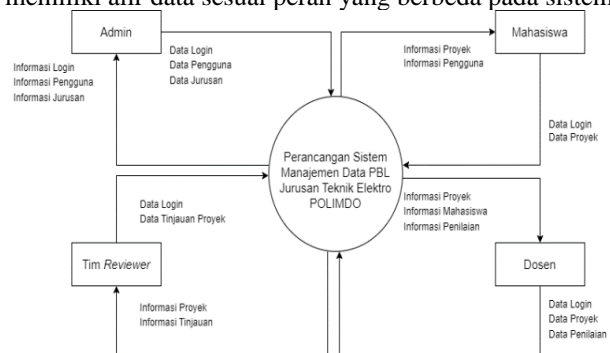 memiliki alir data sesuai peran yang berbeda pada sistem
Admin
Data Login
Data Pengguna
Data Jurusan
Informasi Login
Informasi Pengguna
Informasi Jurusan
Informasi Proyek
Informasi Pengguna
Mahasiswa
Data Login
Data Proyek
Perancangan Sistem
Manajemen Data PBL
Jurusan Teknik Elektro
POLIMDO
Data Login
Data Tinjauan Proyek
Informasi Proyek
Informasi Mahasiswa
Informasi Penilaian
Tim Reviewer
Dosen
Informasi Proyek
Informasi Tinjauan
Data Login
Data Proyek
Data Penilaian